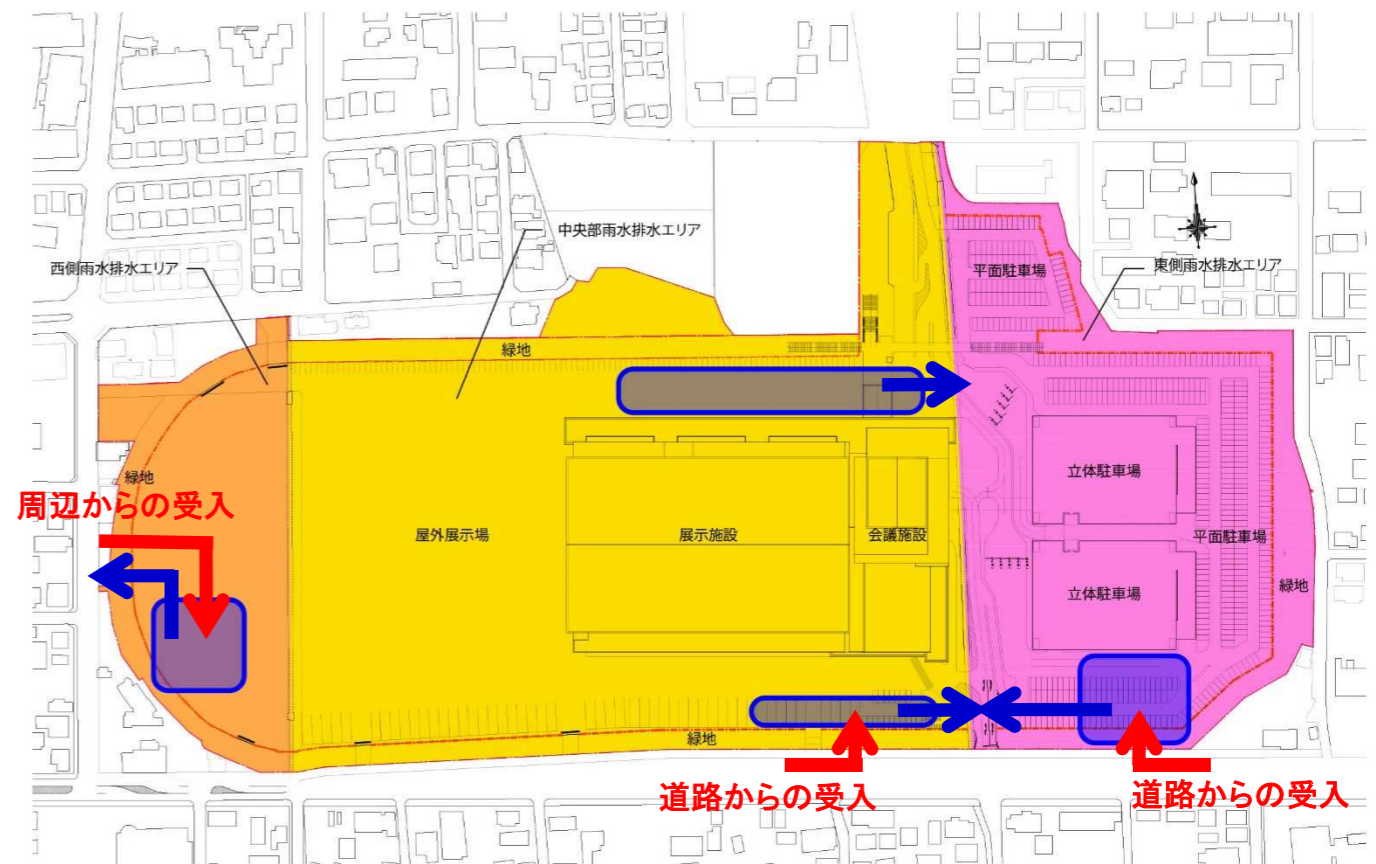 中央部雨水排水エリア
西側雨水排水エリア
平面駐車場
東側雨水排水エリア
緑地
緑地
周辺からの受入
屋外展示場
展示施設
会議施設
立体駐車場
平面駐車場
立体駐車場
緑地
緑地
道路からの受入
道路からの受入